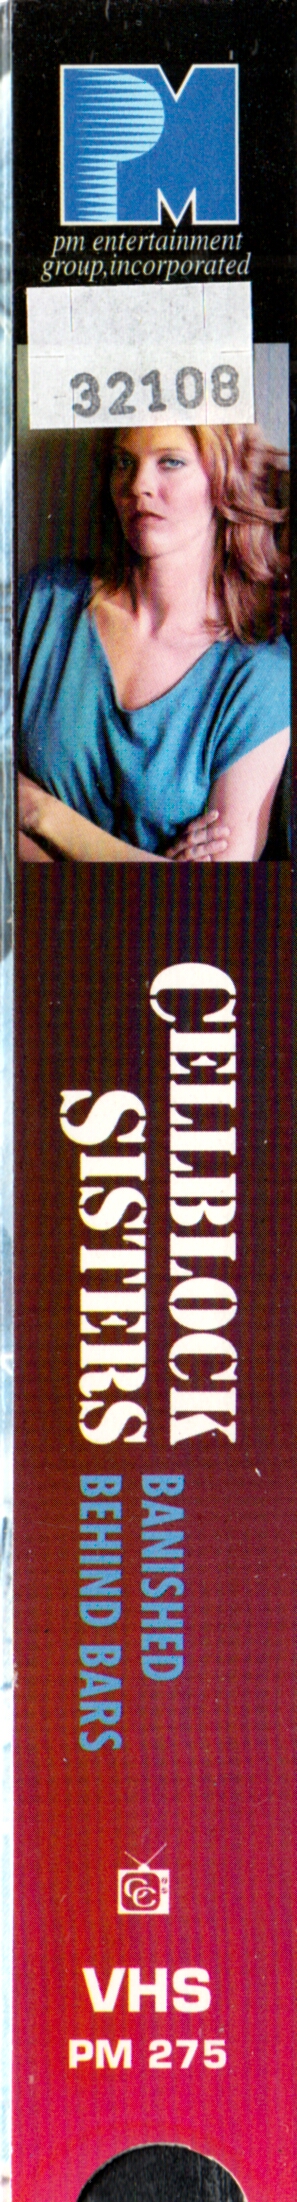 PM
pm entertainment
group, incorporated
32108
CELLBLOCK
SISTERS
BANISHED
BEHIND BARS
CC
VHS
PM 275